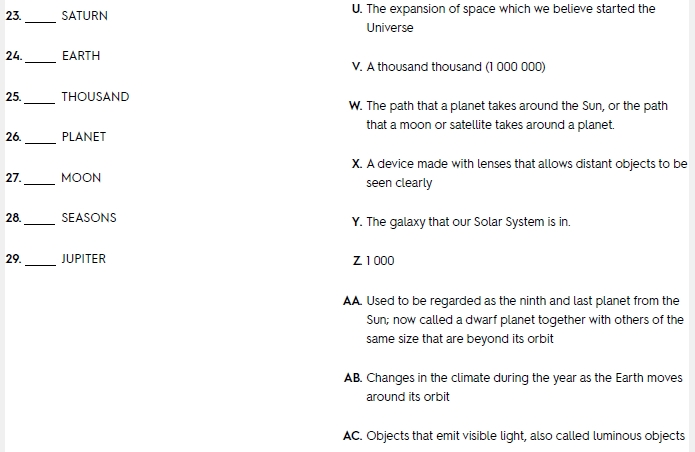 23. _____ SATURN
24. _____ EARTH
25. _____ THOUSAND
26. _____ PLANET
27. _____ MOON
28. _____ SEASONS
29. _____ JUPITER
U. The expansion of space which we believe started the
Universe
V. A thousand thousand (1 000 000)
W. The path that a planet takes around the Sun, or the path
that a moon or satellite takes around a planet.
X. A device made with lenses that allows distant objects to be
seen clearly
Y. The galaxy that our Solar System is in.
Z. 1 000
AA. Used to be regarded as the ninth and last planet from the
Sun; now called a dwarf planet together with others of the
same size that are beyond its orbit
AB. Changes in the climate during the year as the Earth moves
around its orbit
AC. Objects that emit visible light, also called luminous objects